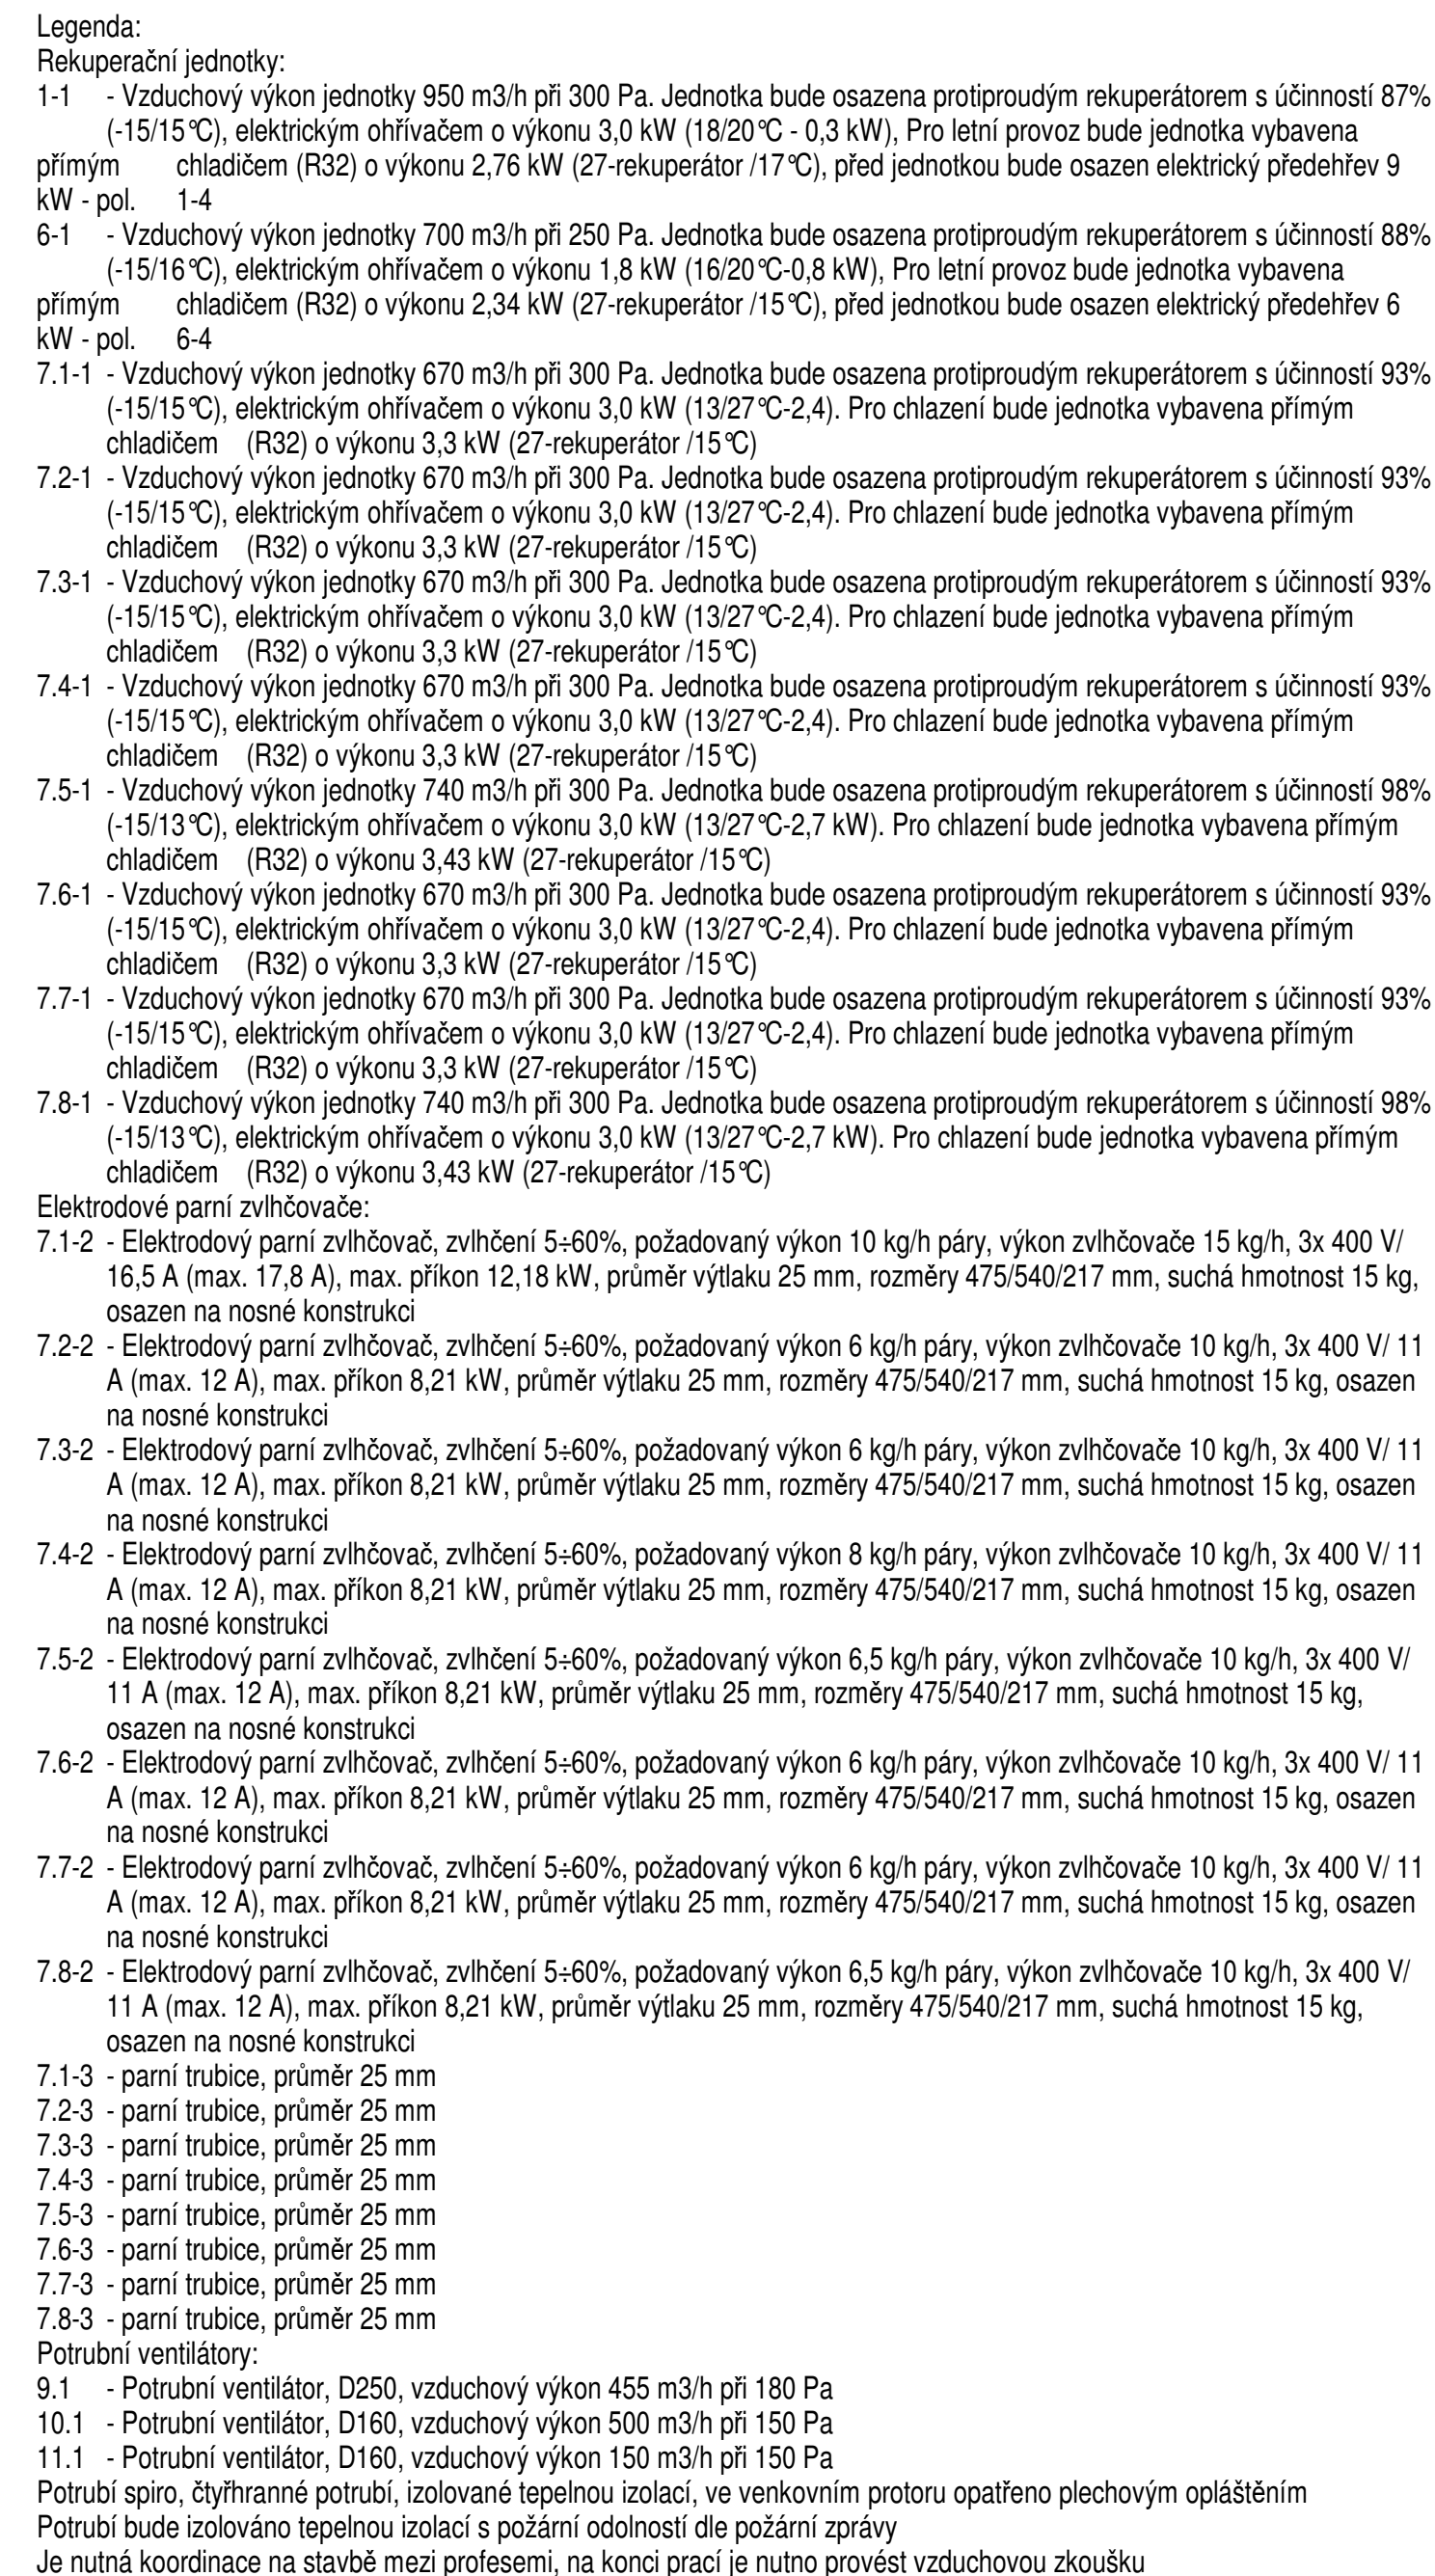 Legenda:
Rekuperační jednotky:
1-1 - Vzduchový výkon jednotky 950 m3/h při 300 Pa. Jednotka bude osazena protiproudým rekuperátorem s účinností 87%
(-15/15°C), elektrickým ohřívačem o výkonu 3,0 kW (18/20°C - 0,3 kW), Pro letní provoz bude jednotka vybavena
přímým chladičem (R32) o výkonu 2,76 kW (27-rekuperátor /17°C), před jednotkou bude osazen elektrický předehřev 9
kW - pol. 1-4
6-1 - Vzduchový výkon jednotky 700 m3/h při 250 Pa. Jednotka bude osazena protiproudým rekuperátorem s účinností 88%
(-15/16°C), elektrickým ohřívačem o výkonu 1,8 kW (16/20°C-0,8 kW), Pro letní provoz bude jednotka vybavena
přímým chladičem (R32) o výkonu 2,34 kW (27-rekuperátor /15°C), před jednotkou bude osazen elektrický předehřev 6
kW - pol. 6-4
7.1-1 - Vzduchový výkon jednotky 670 m3/h při 300 Pa. Jednotka bude osazena protiproudým rekuperátorem s účinností 93%
(-15/15°C), elektrickým ohřívačem o výkonu 3,0 kW (13/27°C-2,4). Pro chlazení bude jednotka vybavena přímým
chladičem (R32) o výkonu 3,3 kW (27-rekuperátor /15°C)
7.2-1 - Vzduchový výkon jednotky 670 m3/h při 300 Pa. Jednotka bude osazena protiproudým rekuperátorem s účinností 93%
(-15/15°C), elektrickým ohřívačem o výkonu 3,0 kW (13/27°C-2,4). Pro chlazení bude jednotka vybavena přímým
chladičem (R32) o výkonu 3,3 kW (27-rekuperátor /15°C)
7.3-1 - Vzduchový výkon jednotky 670 m3/h při 300 Pa. Jednotka bude osazena protiproudým rekuperátorem s účinností 93%
(-15/15°C), elektrickým ohřívačem o výkonu 3,0 kW (13/27°C-2,4). Pro chlazení bude jednotka vybavena přímým
chladičem (R32) o výkonu 3,3 kW (27-rekuperátor /15°C)
7.4-1 - Vzduchový výkon jednotky 670 m3/h při 300 Pa. Jednotka bude osazena protiproudým rekuperátorem s účinností 93%
(-15/15°C), elektrickým ohřívačem o výkonu 3,0 kW (13/27°C-2,4). Pro chlazení bude jednotka vybavena přímým
chladičem (R32) o výkonu 3,3 kW (27-rekuperátor /15°C)
7.5-1 - Vzduchový výkon jednotky 740 m3/h při 300 Pa. Jednotka bude osazena protiproudým rekuperátorem s účinností 98%
(-15/13°C), elektrickým ohřívačem o výkonu 3,0 kW (13/27°C-2,7 kW). Pro chlazení bude jednotka vybavena přímým
chladičem (R32) o výkonu 3,43 kW (27-rekuperátor /15°C)
7.6-1 - Vzduchový výkon jednotky 670 m3/h při 300 Pa. Jednotka bude osazena protiproudým rekuperátorem s účinností 93%
(-15/15°C), elektrickým ohřívačem o výkonu 3,0 kW (13/27°C-2,4). Pro chlazení bude jednotka vybavena přímým
chladičem (R32) o výkonu 3,3 kW (27-rekuperátor /15°C)
7.7-1 - Vzduchový výkon jednotky 670 m3/h při 300 Pa. Jednotka bude osazena protiproudým rekuperátorem s účinností 93%
(-15/15°C), elektrickým ohřívačem o výkonu 3,0 kW (13/27°C-2,4). Pro chlazení bude jednotka vybavena přímým
chladičem (R32) o výkonu 3,3 kW (27-rekuperátor /15°C)
7.8-1 - Vzduchový výkon jednotky 740 m3/h při 300 Pa. Jednotka bude osazena protiproudým rekuperátorem s účinností 98%
(-15/13°C), elektrickým ohřívačem o výkonu 3,0 kW (13/27°C-2,7 kW). Pro chlazení bude jednotka vybavena přímým
chladičem (R32) o výkonu 3,43 kW (27-rekuperátor /15°C)
Elektrodové parní zvlhčovače:
7.1-2 - Elektrodový parní zvlhčovač, zvlhčení 5÷60%, požadovaný výkon 10 kg/h páry, výkon zvlhčovače 15 kg/h, 3x 400 V/
16,5 A (max. 17,8 A), max. příkon 12,18 kW, průměr výtlaku 25 mm, rozměry 475/540/217 mm, suchá hmotnost 15 kg,
osazen na nosné konstrukci
7.2-2 - Elektrodový parní zvlhčovač, zvlhčení 5÷60%, požadovaný výkon 6 kg/h páry, výkon zvlhčovače 10 kg/h, 3x 400 V/ 11
A (max. 12 A), max. příkon 8,21 kW, průměr výtlaku 25 mm, rozměry 475/540/217 mm, suchá hmotnost 15 kg, osazen
na nosné konstrukci
7.3-2 - Elektrodový parní zvlhčovač, zvlhčení 5÷60%, požadovaný výkon 6 kg/h páry, výkon zvlhčovače 10 kg/h, 3x 400 V/ 11
A (max. 12 A), max. příkon 8,21 kW, průměr výtlaku 25 mm, rozměry 475/540/217 mm, suchá hmotnost 15 kg, osazen
na nosné konstrukci
7.4-2 - Elektrodový parní zvlhčovač, zvlhčení 5÷60%, požadovaný výkon 8 kg/h páry, výkon zvlhčovače 10 kg/h, 3x 400 V/ 11
A (max. 12 A), max. příkon 8,21 kW, průměr výtlaku 25 mm, rozměry 475/540/217 mm, suchá hmotnost 15 kg, osazen
na nosné konstrukci
7.5-2 - Elektrodový parní zvlhčovač, zvlhčení 5÷60%, požadovaný výkon 6,5 kg/h páry, výkon zvlhčovače 10 kg/h, 3x 400 V/
11 A (max. 12 A), max. příkon 8,21 kW, průměr výtlaku 25 mm, rozměry 475/540/217 mm, suchá hmotnost 15 kg,
osazen na nosné konstrukci
7.6-2 - Elektrodový parní zvlhčovač, zvlhčení 5÷60%, požadovaný výkon 6 kg/h páry, výkon zvlhčovače 10 kg/h, 3x 400 V/ 11
A (max. 12 A), max. příkon 8,21 kW, průměr výtlaku 25 mm, rozměry 475/540/217 mm, suchá hmotnost 15 kg, osazen
na nosné konstrukci
7.7-2 - Elektrodový parní zvlhčovač, zvlhčení 5÷60%, požadovaný výkon 6 kg/h páry, výkon zvlhčovače 10 kg/h, 3x 400 V/ 11
A (max. 12 A), max. příkon 8,21 kW, průměr výtlaku 25 mm, rozměry 475/540/217 mm, suchá hmotnost 15 kg, osazen
na nosné konstrukci
7.8-2 - Elektrodový parní zvlhčovač, zvlhčení 5÷60%, požadovaný výkon 6,5 kg/h páry, výkon zvlhčovače 10 kg/h, 3x 400 V/
11 A (max. 12 A), max. příkon 8,21 kW, průměr výtlaku 25 mm, rozměry 475/540/217 mm, suchá hmotnost 15 kg,
osazen na nosné konstrukci
7.1-3 - parní trubice, průměr 25 mm
7.2-3 - parní trubice, průměr 25 mm
7.3-3 - parní trubice, průměr 25 mm
7.4-3 - parní trubice, průměr 25 mm
7.5-3 - parní trubice, průměr 25 mm
7.6-3 - parní trubice, průměr 25 mm
7.7-3 - parní trubice, průměr 25 mm
7.8-3 - parní trubice, průměr 25 mm
Potrubní ventilátory:
9.1 - Potrubní ventilátor, D250, vzduchový výkon 455 m3/h při 180 Pa
10.1 - Potrubní ventilátor, D160, vzduchový výkon 500 m3/h při 150 Pa
11.1 - Potrubní ventilátor, D160, vzduchový výkon 150 m3/h při 150 Pa
Potrubí spiro, čtyřhranné potrubí, izolované tepelnou izolací, ve venkovním protoru opatřeno plechovým opláštěním
Potrubí bude izolováno tepelnou izolací s požární odolností dle požární zprávy
Je nutná koordinace na stavbě mezi profesemi, na konci prací je nutno provést vzduchovou zkoušku